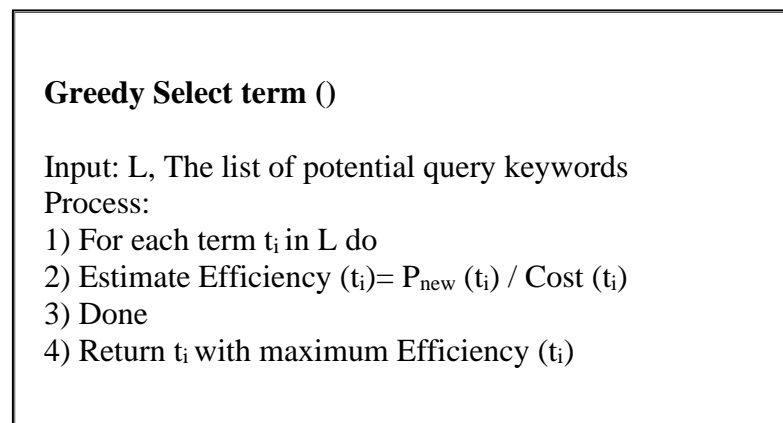 Greedy Select term ()
Input: L, The list of potential query keywords
Process:
1) For each term tᵢ in L do
2) Estimate Efficiency (tᵢ)= Pₙₑw (tᵢ) / Cost (tᵢ)
3) Done
4) Return tᵢ with maximum Efficiency (tᵢ)